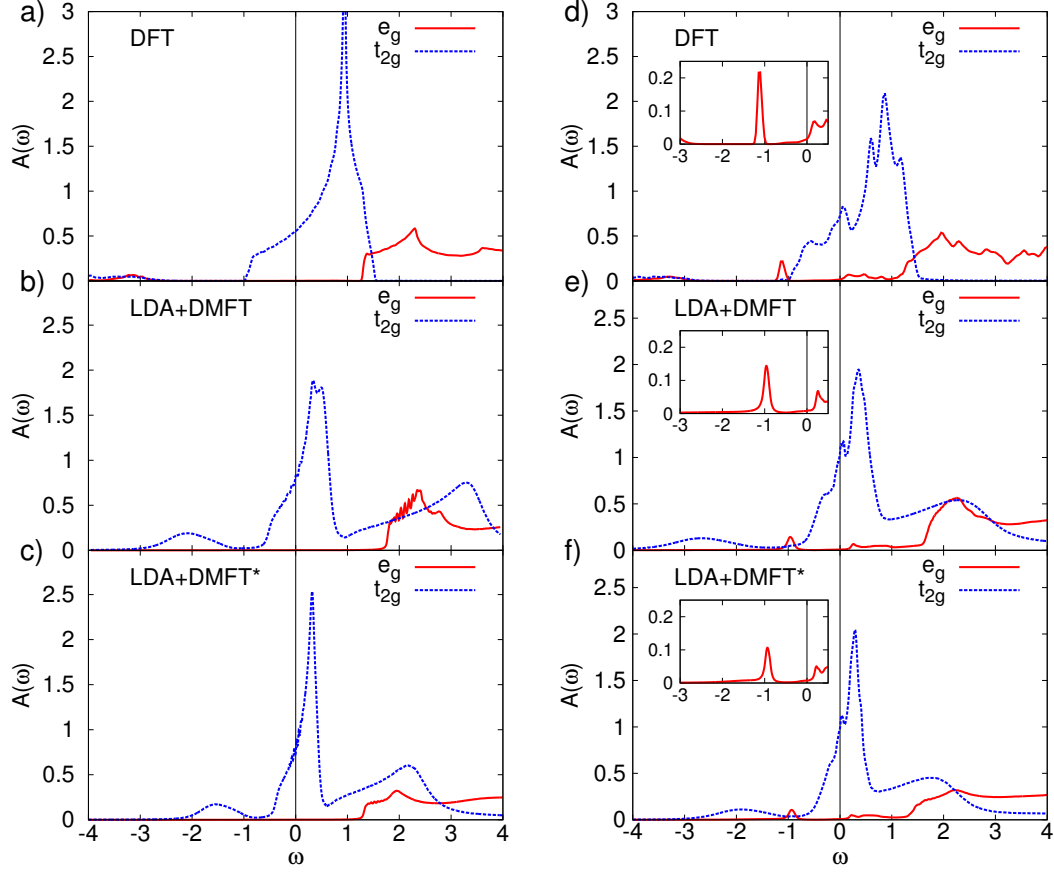 a)
DFT
e_g
t_2g
3
2.5
2
1.5
1
0.5
0
A(ω)
b)
LDA+DMFT
e_g
t_2g
2.5
2
1.5
1
0.5
0
A(ω)
c)
LDA+DMFT*
e_g
t_2g
2.5
2
1.5
1
0.5
0
A(ω)
-4 -3 -2 -1 0 1 2 3 4
ω
d)
DFT
e_g
t_2g
3
2.5
2
1.5
1
0.5
0
A(ω)
0.2
0.1
0
-3 -2 -1 0
e)
LDA+DMFT
e_g
t_2g
2.5
2
1.5
1
0.5
0
A(ω)
0.2
0.1
0
-3 -2 -1 0
f)
LDA+DMFT*
e_g
t_2g
2.5
2
1.5
1
0.5
0
A(ω)
0.2
0.1
0
-3 -2 -1 0
-4 -3 -2 -1 0 1 2 3 4
ω